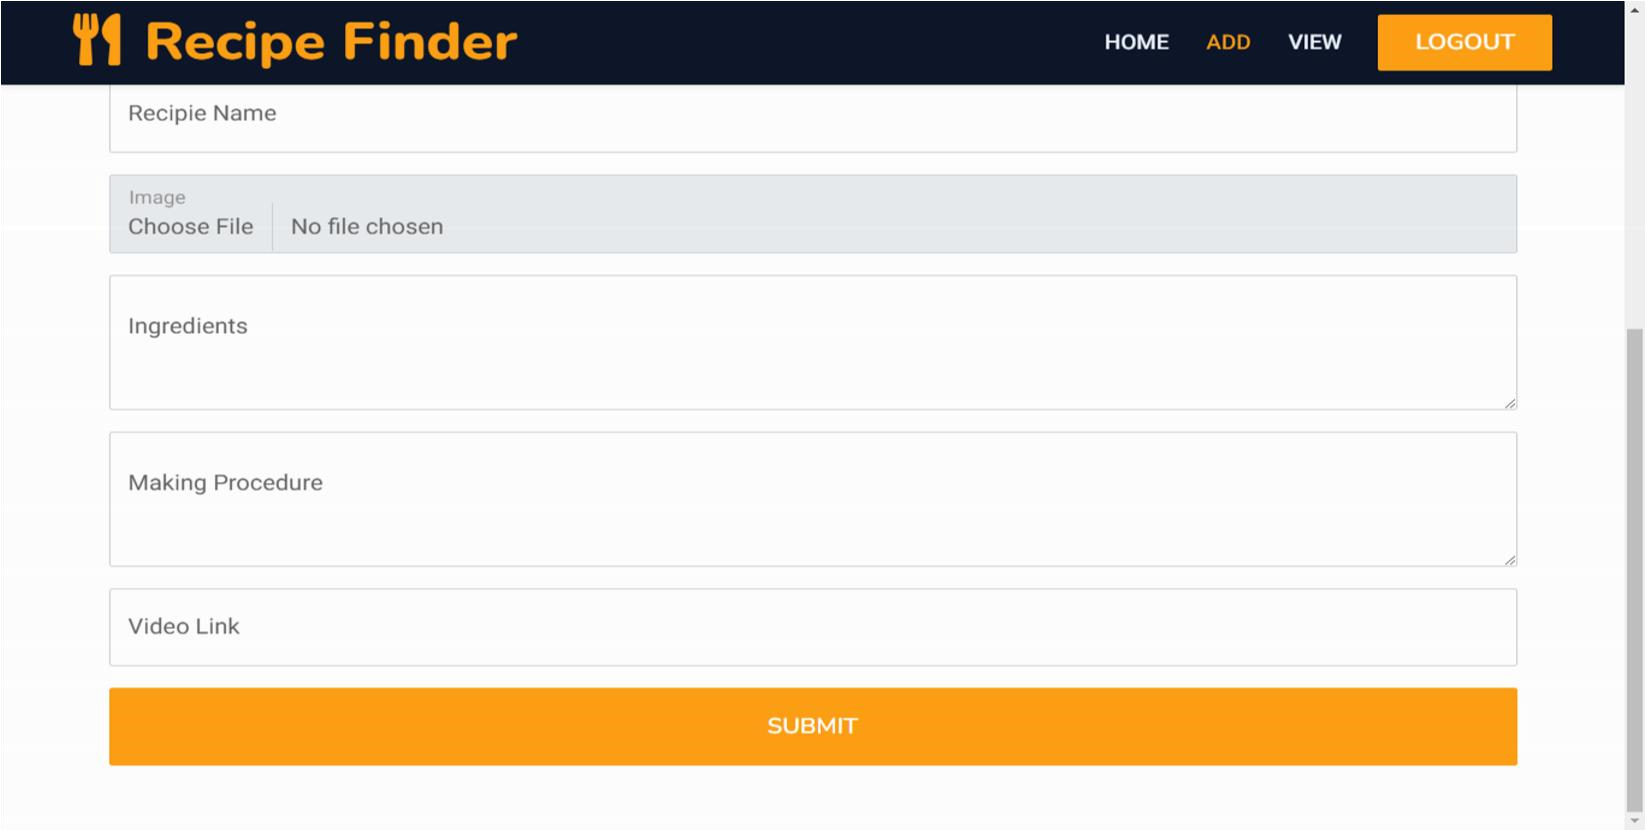 Recipe Finder HOME ADD VIEW LOGOUT
Recipie Name
Image
Choose File No file chosen
Ingredients
Making Procedure
Video Link
SUBMIT